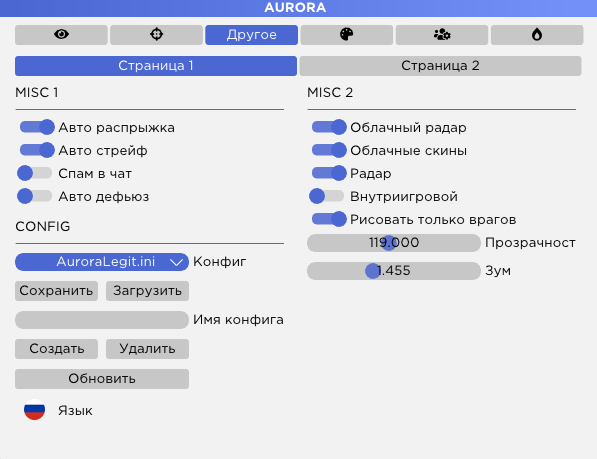 AURORA
Другое
Страница 1
Страница 2
MISC 1
Авто распрыжка
Авто стрейф
Спам в чат
Авто дефьюз
CONFIG
AuroraLegit.ini
Конфиг
Сохранить
Загрузить
Имя конфига
Создать
Удалить
Обновить
Язык
MISC 2
Облачный радар
Облачные скины
Радар
Внутриигровой
Рисовать только врагов
119.000
Прозрачност
1.455
Зум